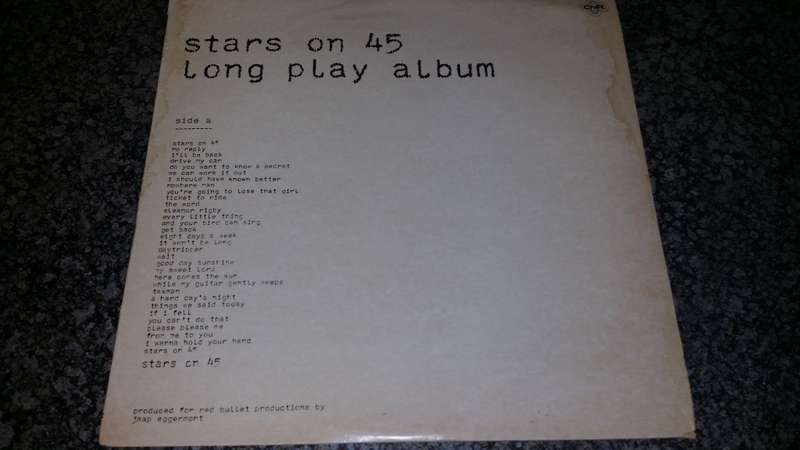 CNR
stars on 45
long play album
side a
---------
stars on 45
no reply
i'll be back
drive my car
do you want to know a secret
we can work it out
i should have known better
nowhere man
you're going to lose that girl
ticket to ride
the word
eleanor rigby
every little thing
and your bird can sing
get back
eight days a week
it won't be long
daytripper
wait
good day sunshine
my sweet lord
here comes the sun
while my guitar gently weeps
taxman
a hard day's night
things we said today
if i fell
you can't do that
please please me
from me to you
i wanna hold your hand
stars on 45
stars on 45
produced for red bullet productions by
jaap eggermont